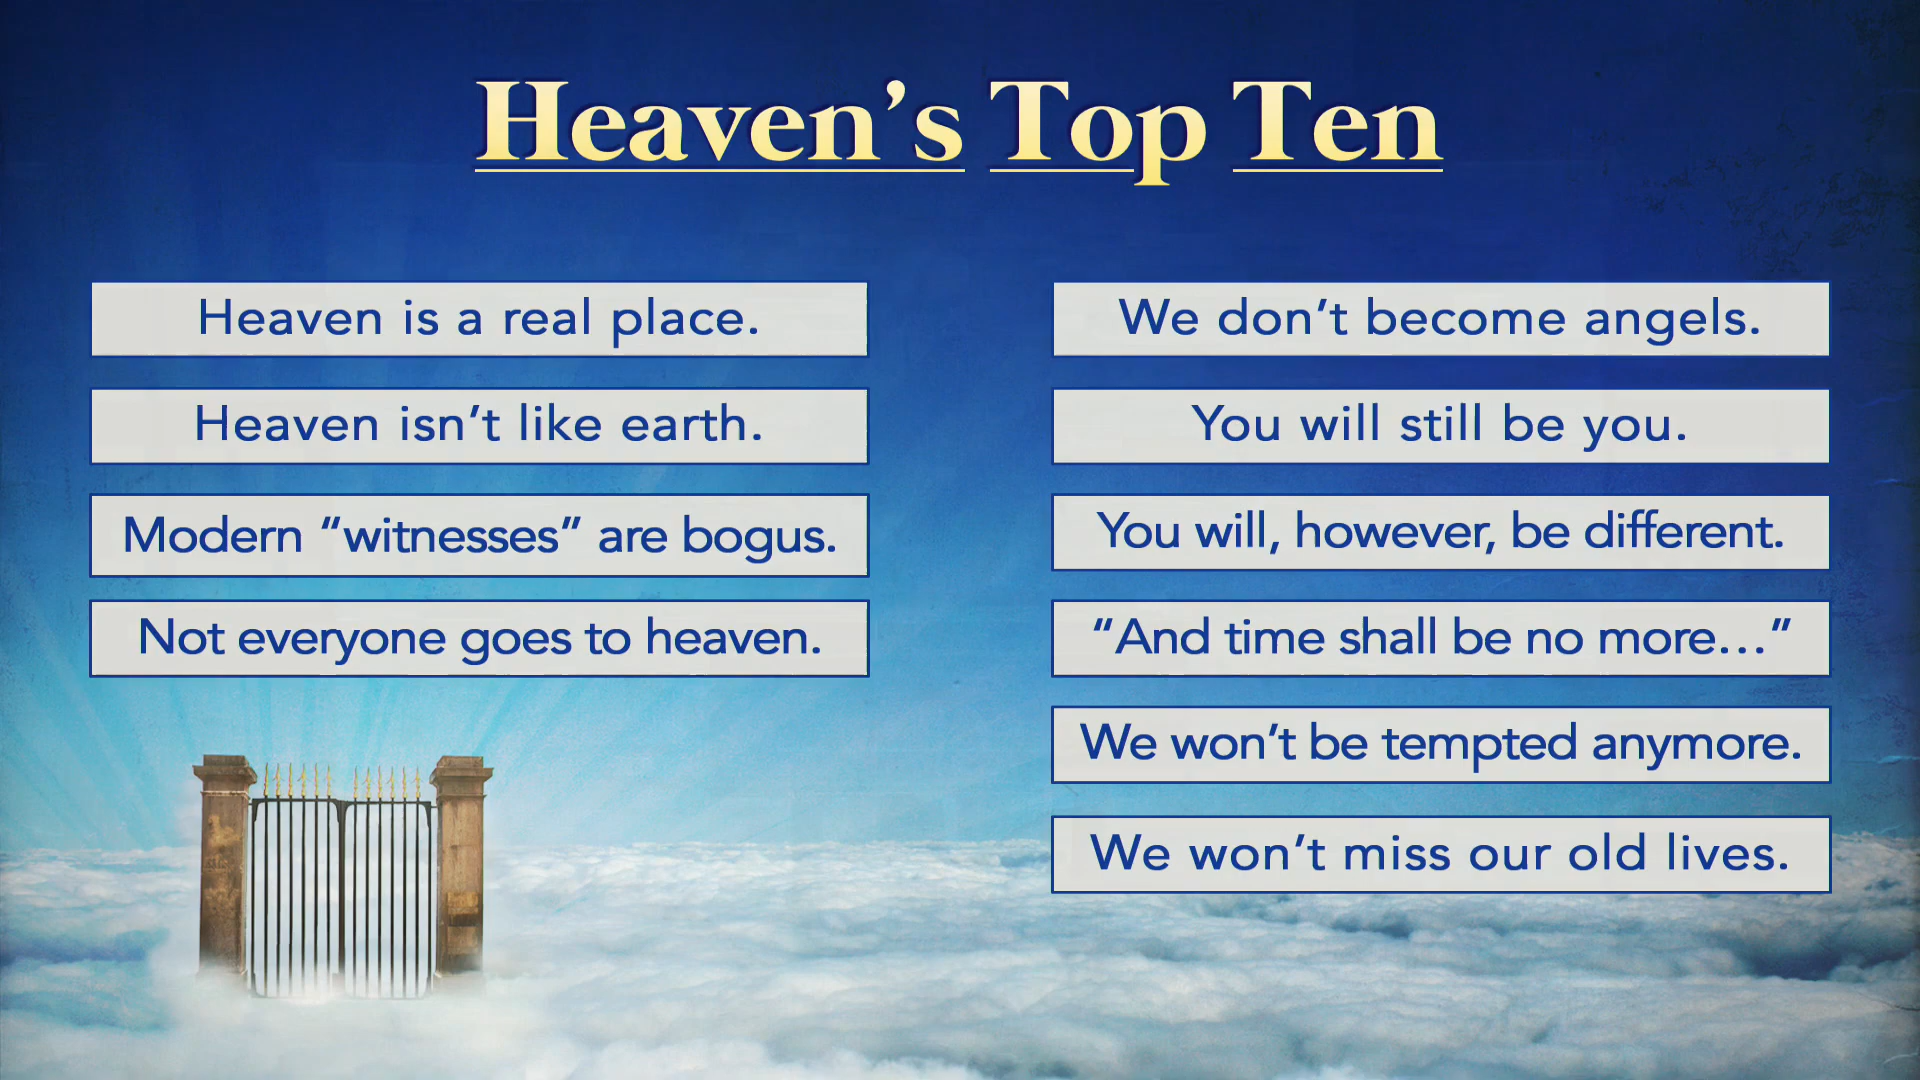 Heaven’s Top Ten
Heaven is a real place.
Heaven isn’t like earth.
Modern “witnesses” are bogus.
Not everyone goes to heaven.
We don’t become angels.
You will still be you.
You will, however, be different.
“And time shall be no more…”
We won’t be tempted anymore.
We won’t miss our old lives.